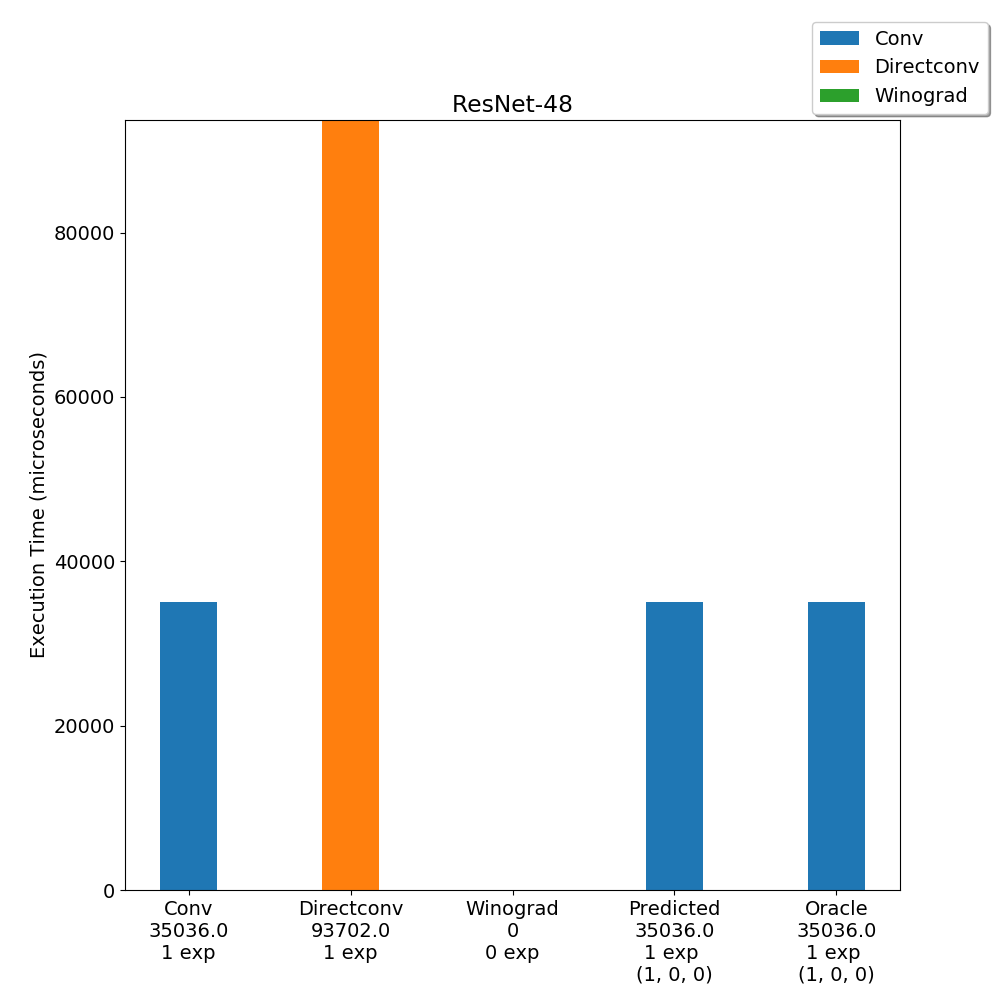 Conv
Directconv
Winograd
ResNet-48
Execution Time (microseconds)
80000
60000
40000
20000
0
Conv
35036.0
1 exp
Directconv
93702.0
1 exp
Winograd
0
0 exp
Predicted
35036.0
1 exp
(1, 0, 0)
Oracle
35036.0
1 exp
(1, 0, 0)